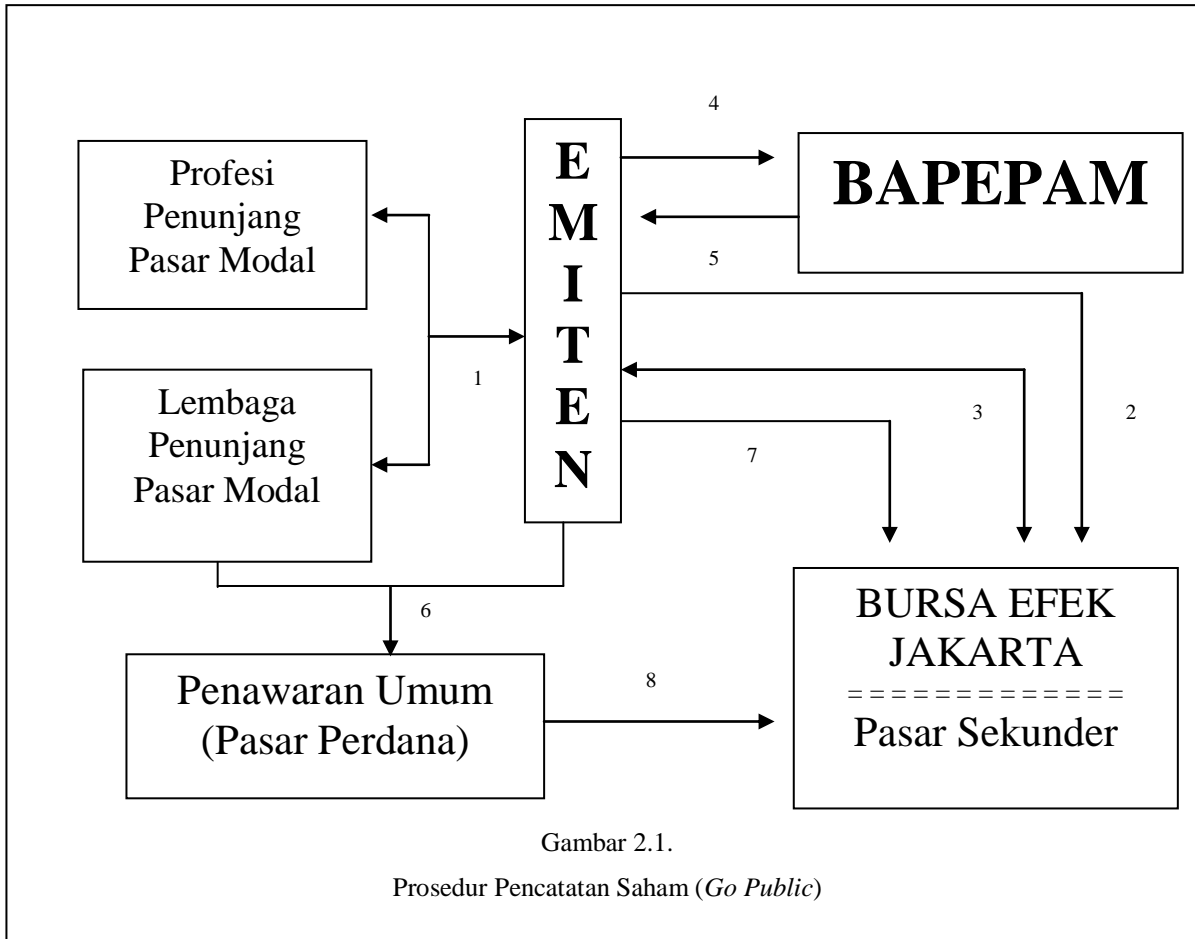 Profesi
Penunjang
Pasar Modal
Lembaga
Penunjang
Pasar Modal
1
E
M
I
T
E
N
4
BAPEPAM
5
3
2
7
6
Penawaran Umum
(Pasar Perdana)
8
BURSA EFEK
JAKARTA
= = = = = = = = = = = = =
Pasar Sekunder
Gambar 2.1.
Prosedur Pencatatan Saham (Go Public)